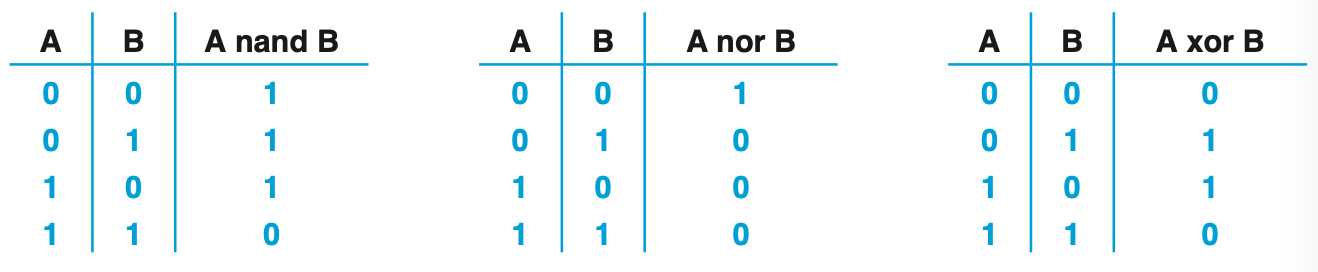 A B A nand B A B A nor B A B A xor B
0 0 1 0 0 1 0 0 0
0 1 1 0 1 0 0 1 1
1 0 1 1 0 0 1 0 1
1 1 0 1 1 0 1 1 0